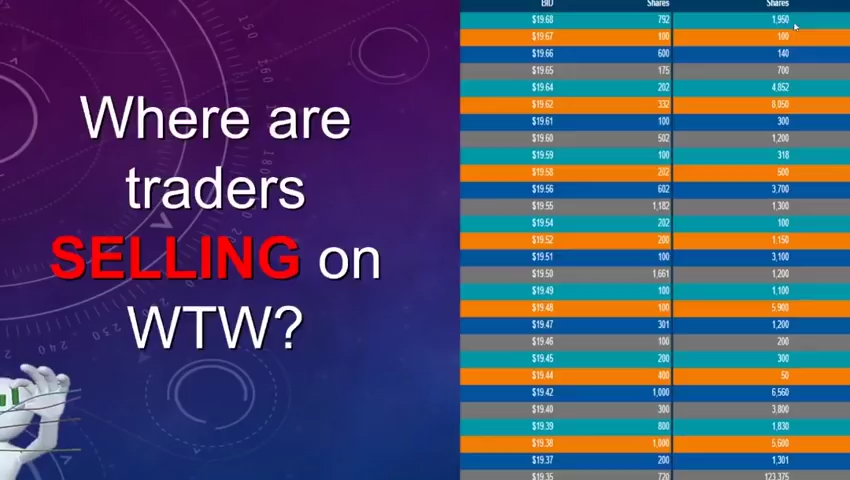 Where are
traders
SELLING on
WTW?
BID Shares Shares
$19.68 792 1,950
$19.67 100 100
$19.66 600 140
$19.65 175 700
$19.64 202 4,852
$19.62 332 8,050
$19.61 100 300
$19.60 502 1,200
$19.59 100 318
$19.58 202 500
$19.56 602 3,700
$19.55 1,182 1,300
$19.54 202 100
$19.52 200 1,150
$19.51 100 3,100
$19.50 1,661 1,200
$19.49 100 1,100
$19.48 100 5,900
$19.47 301 1,200
$19.46 100 200
$19.45 200 300
$19.44 400 50
$19.42 1,000 6,560
$19.40 300 3,800
$19.39 800 1,830
$19.38 1,000 5,600
$19.37 200 1,301
$19.35 720 123,375